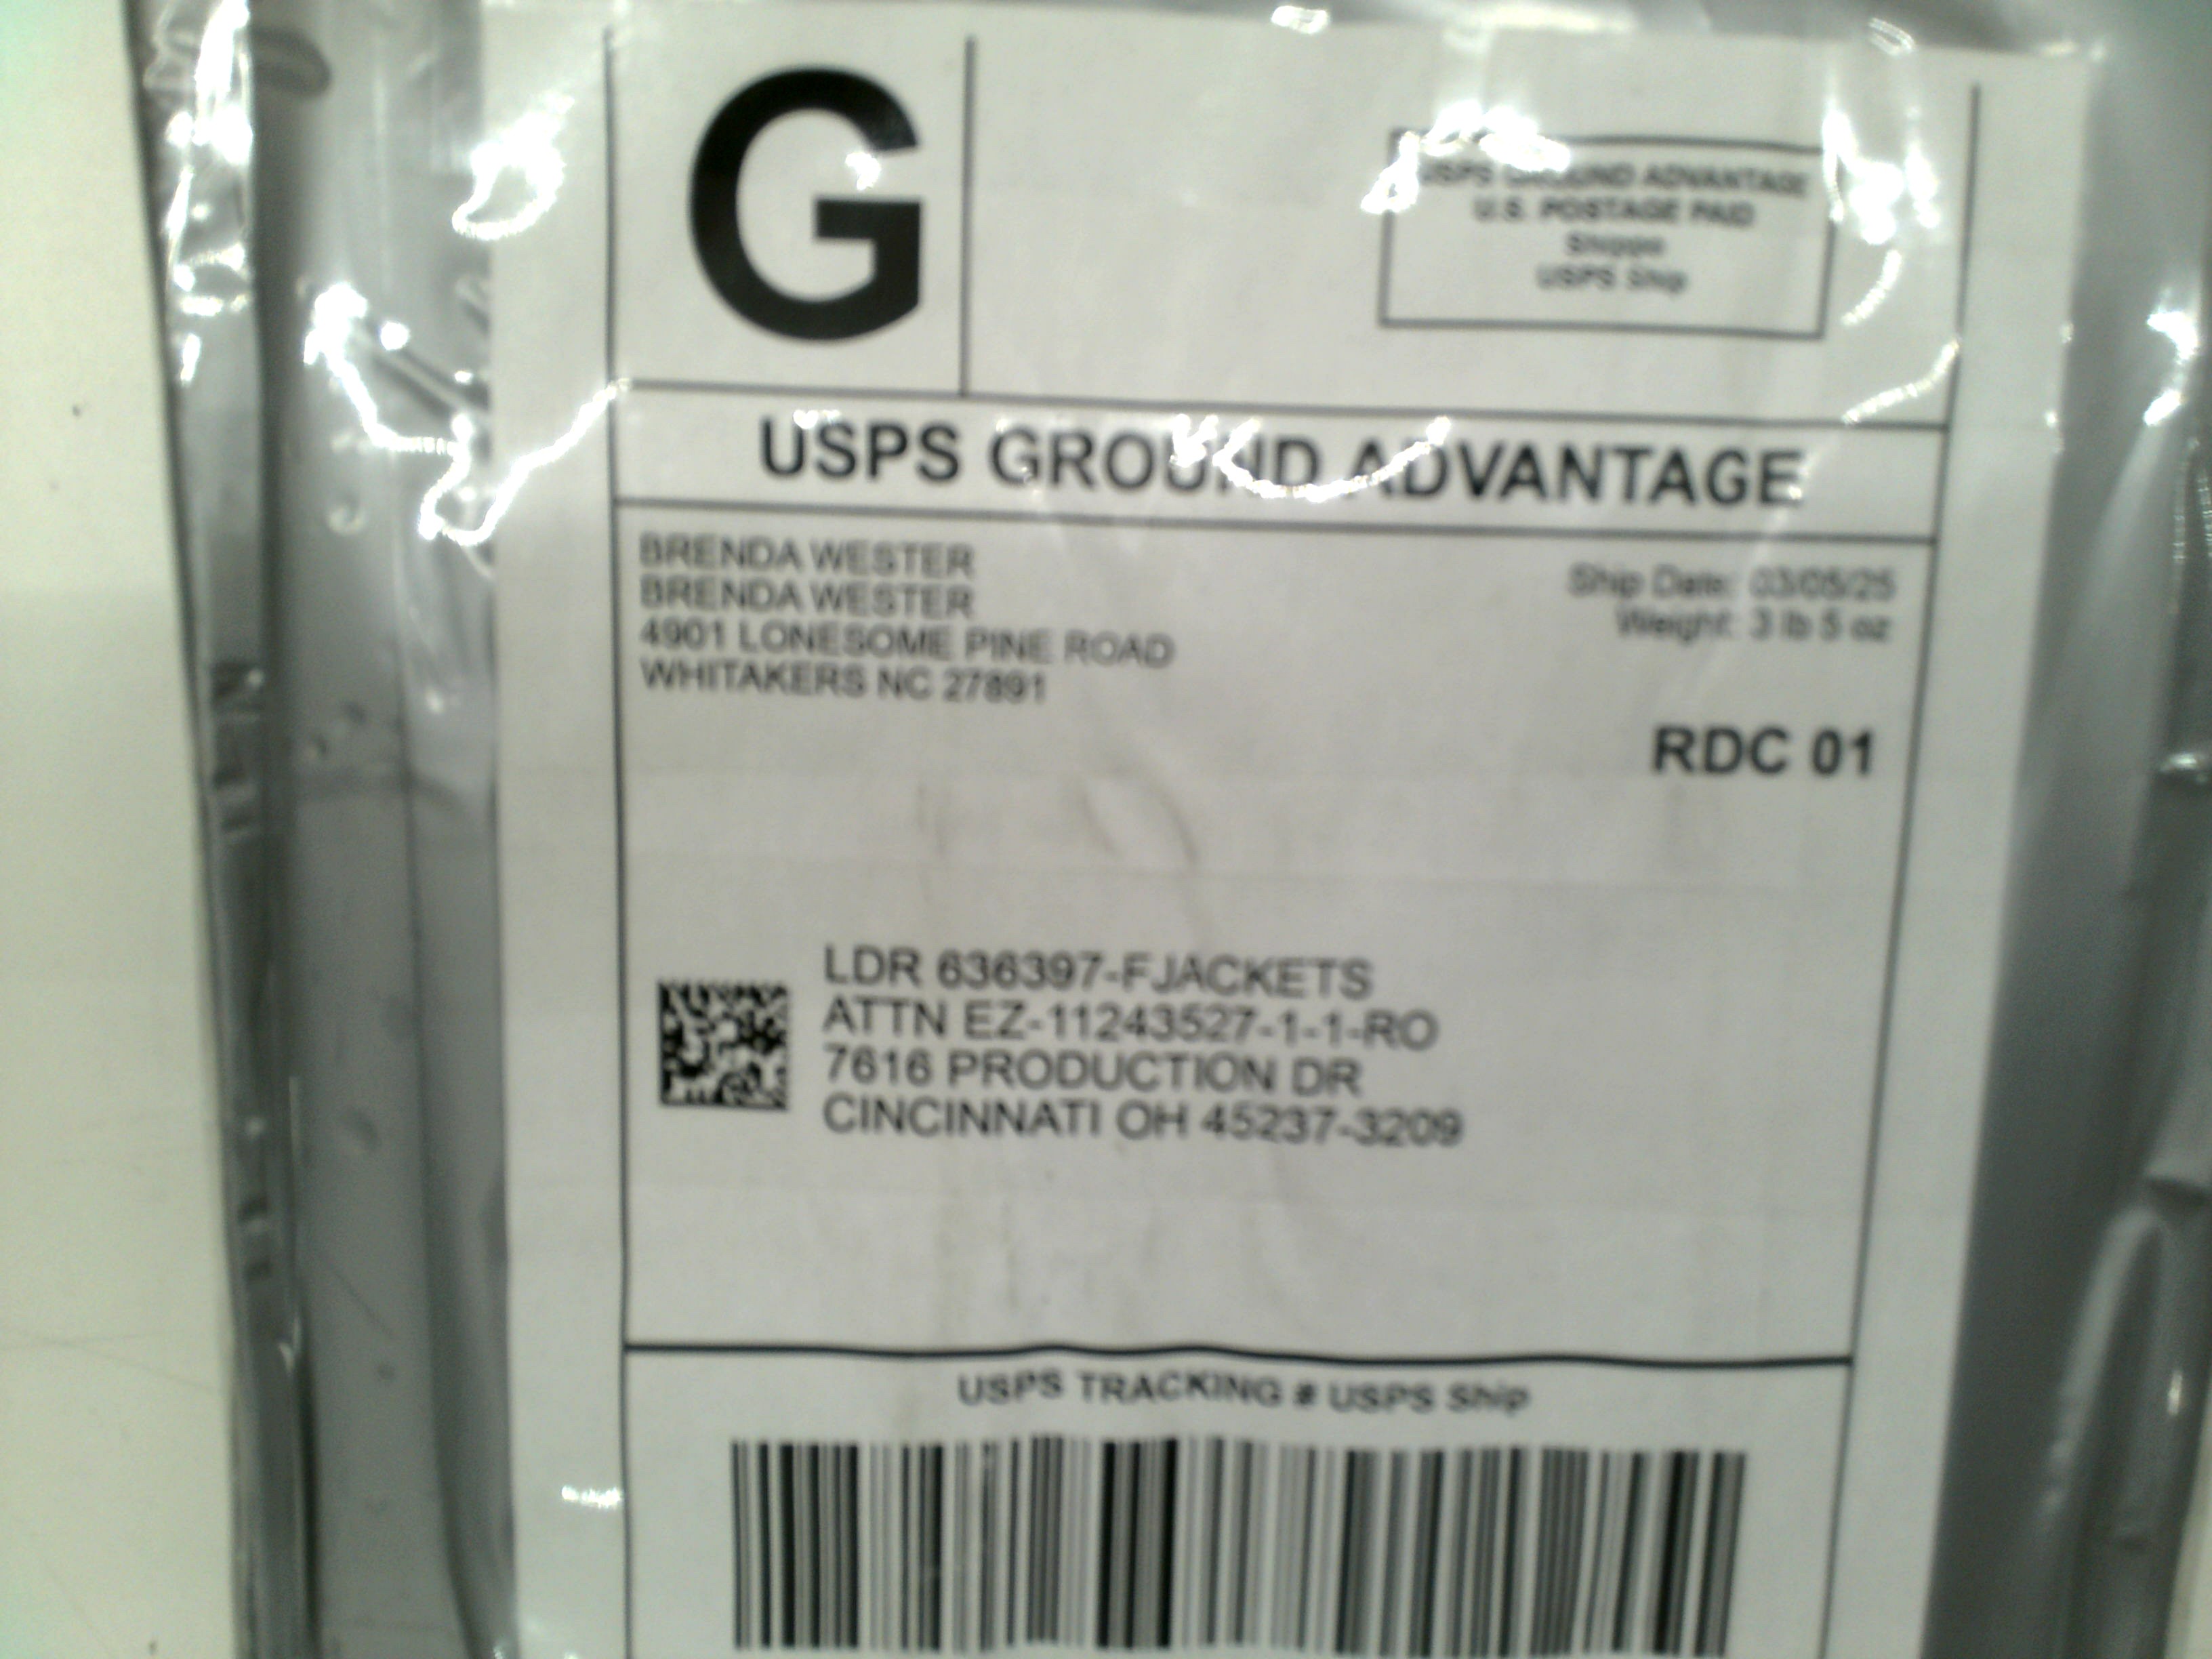 G
USPS GROUND ADVANTAGE
U.S. POSTAGE PAID
Shippo
USPS Ship
USPS GROUND ADVANTAGE
BRENDA WESTER
BRENDA WESTER
4901 LONESOME PINE ROAD
WHITAKERS NC 27891
Ship Date: 03/05/25
Weight: 3 lb 5 oz
RDC 01
LDR 636397-FJACKETS
ATTN EZ-11243527-1-1-RO
7616 PRODUCTION DR
CINCINNATI OH 45237-3209
USPS TRACKING # USPS Ship